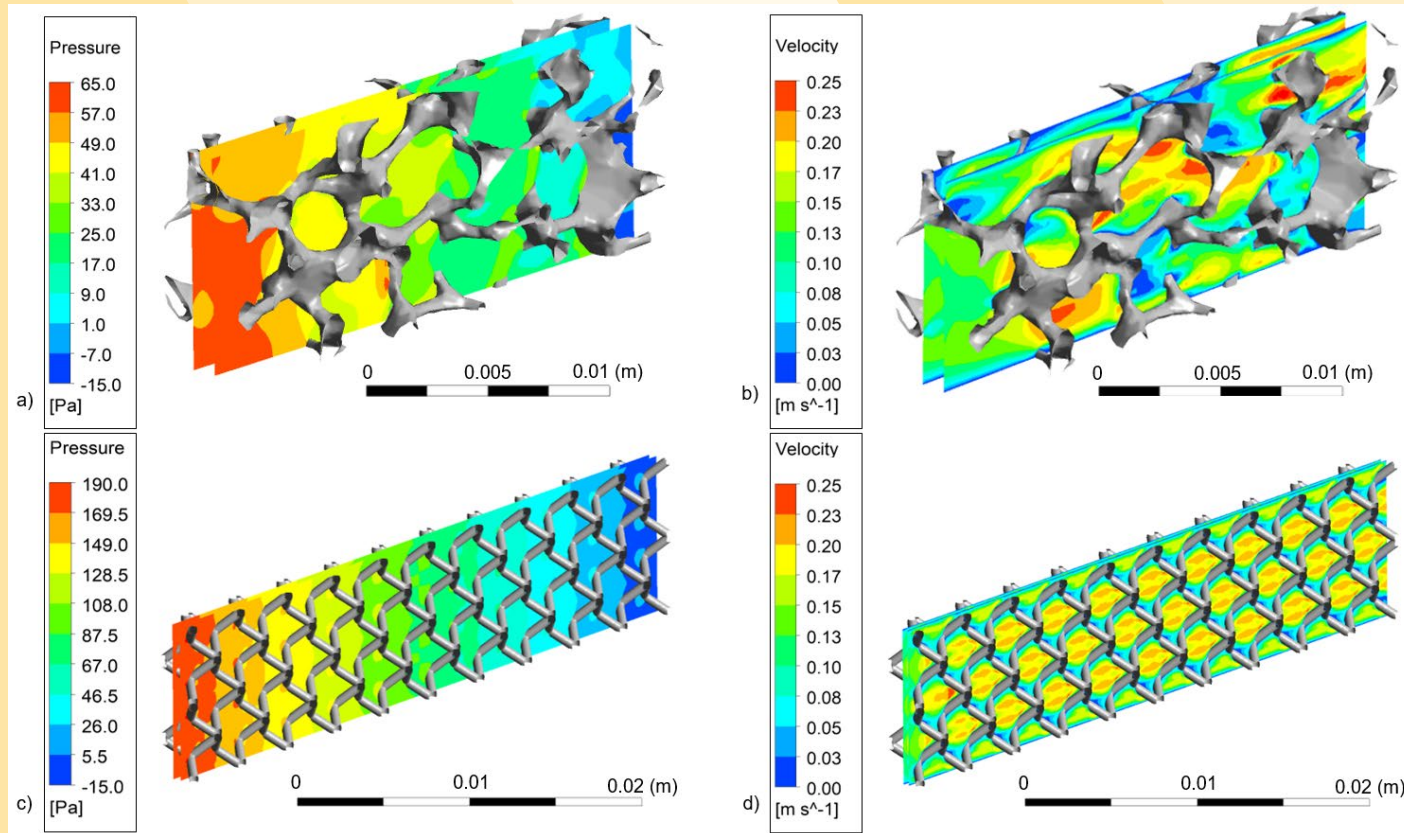 Pressure
65.0
57.0
49.0
41.0
33.0
25.0
17.0
9.0
1.0
-7.0
-15.0
[Pa]
a)
0 0.005 0.01 (m)
Velocity
0.25
0.23
0.20
0.17
0.15
0.13
0.10
0.08
0.05
0.03
0.00
[m s^-1]
b)
0 0.005 0.01 (m)
Pressure
190.0
169.5
149.0
128.5
108.0
87.5
67.0
46.5
26.0
5.5
-15.0
[Pa]
c)
0 0.01 0.02 (m)
Velocity
0.25
0.23
0.20
0.17
0.15
0.13
0.10
0.08
0.05
0.03
0.00
[m s^-1]
d)
0 0.01 0.02 (m)